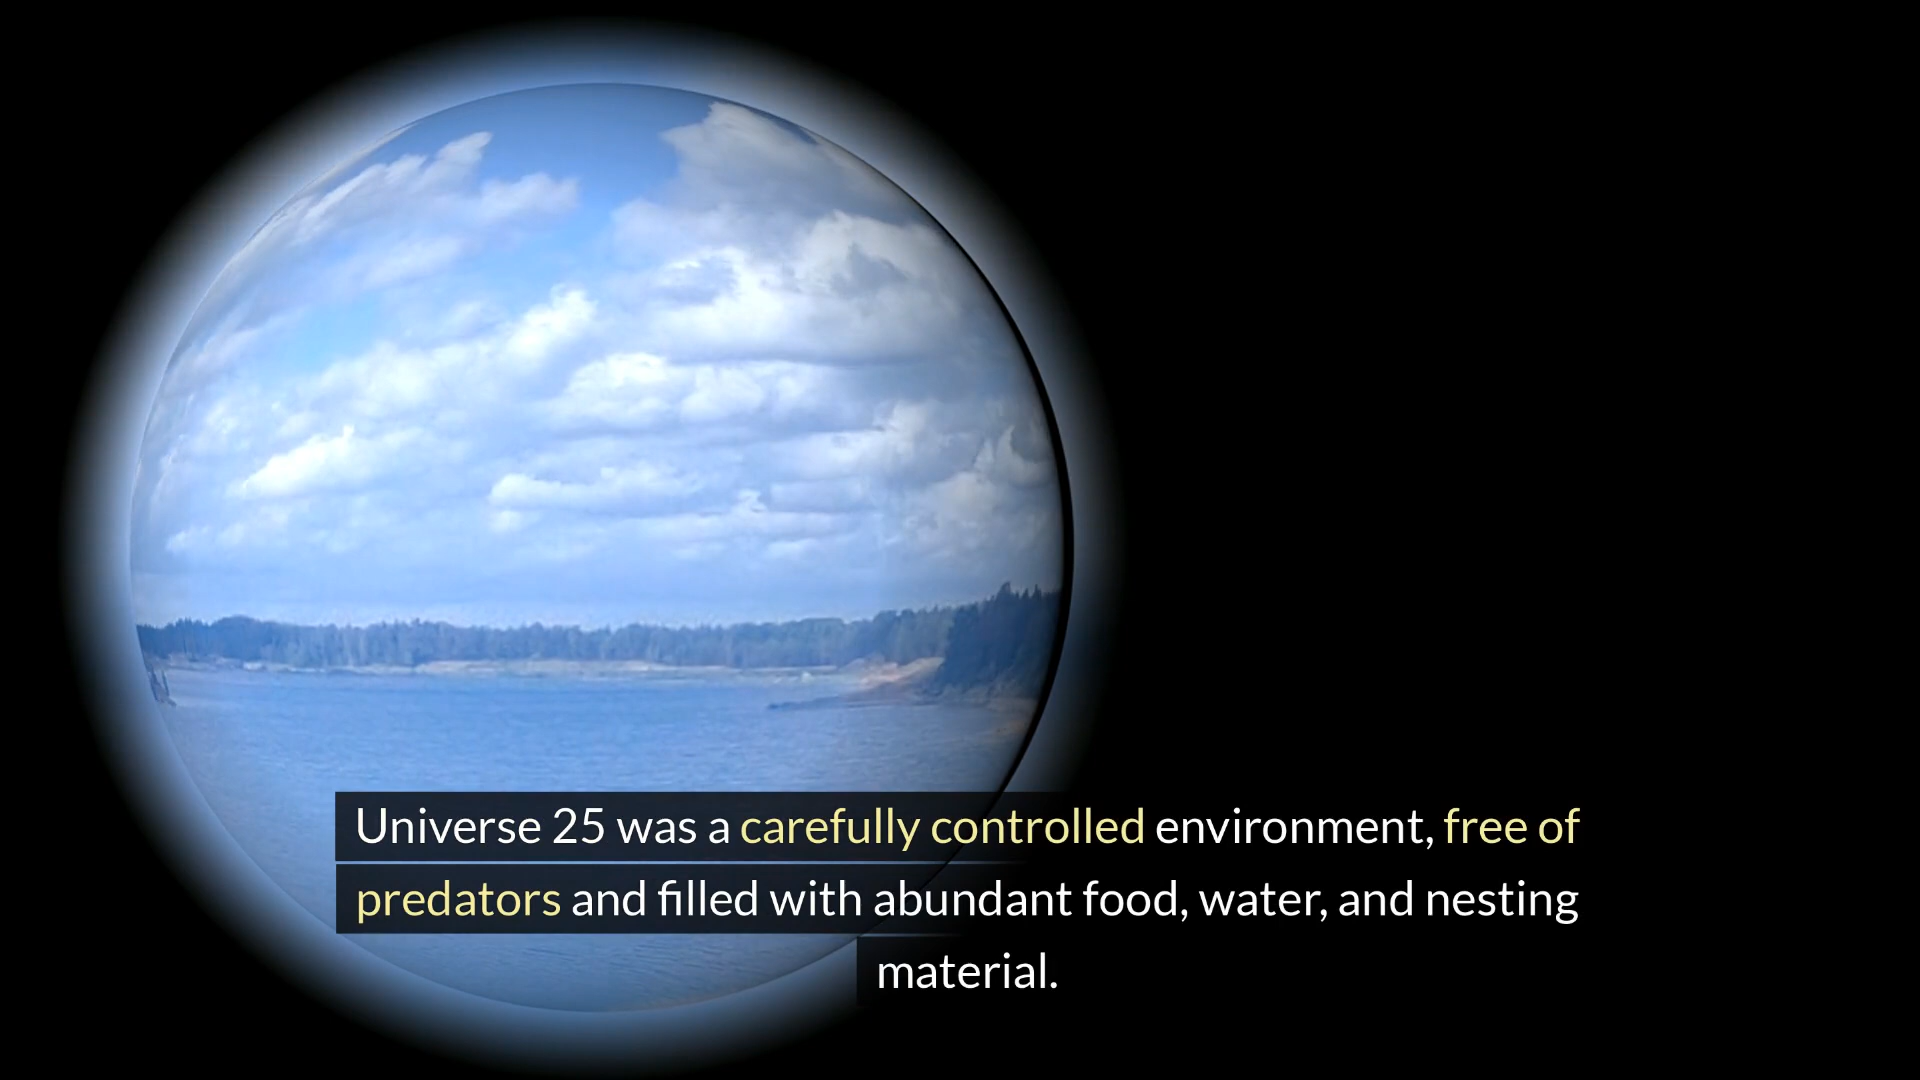 Universe 25 was a carefully controlled environment, free of
predators and filled with abundant food, water, and nesting
material.